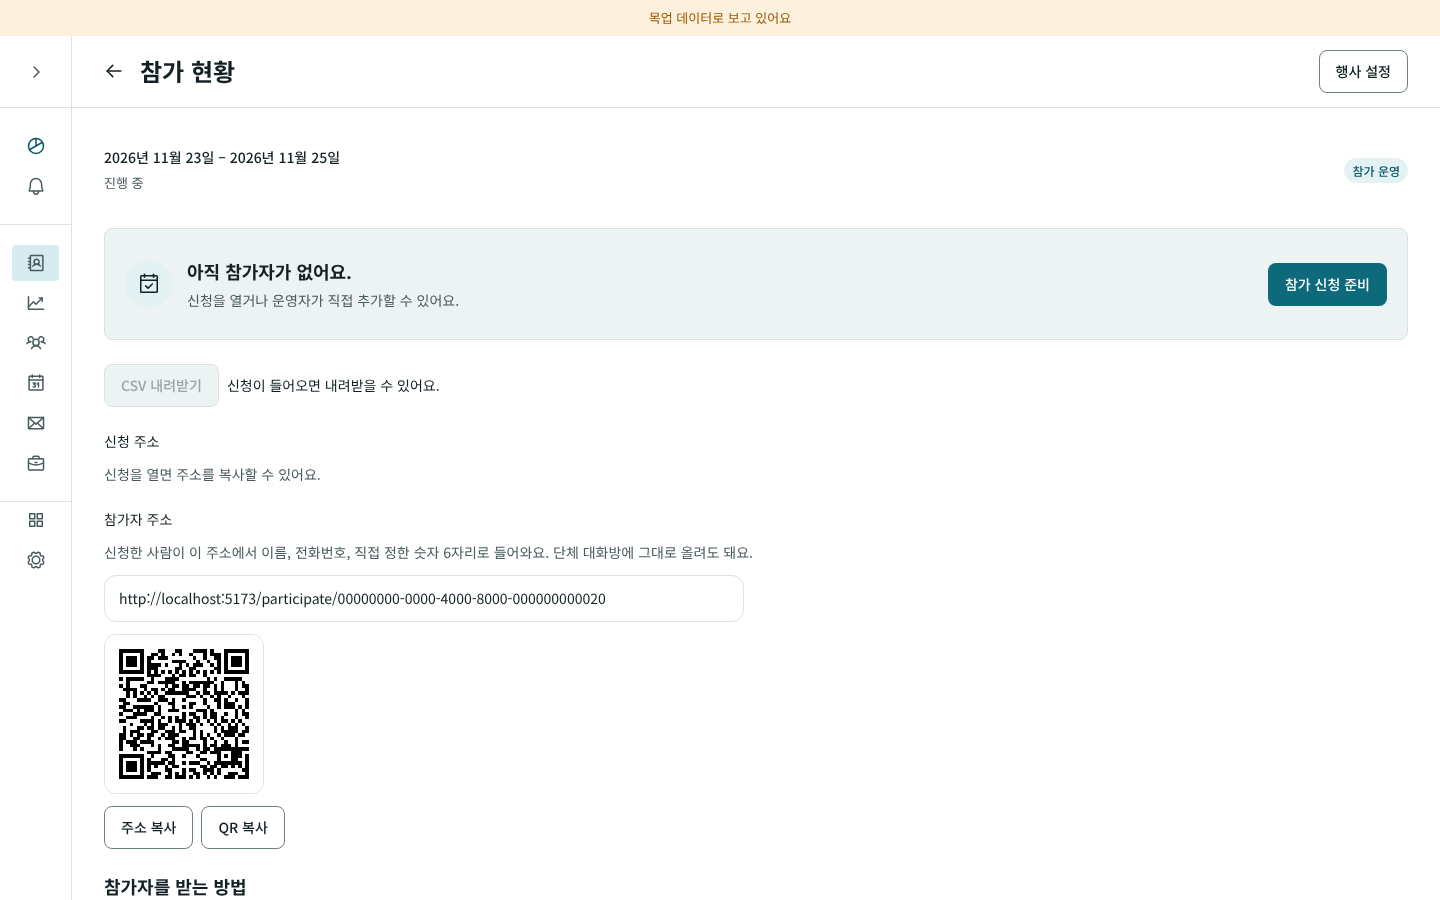 목업 데이터로 보고 있어요
참가 현황
행사 설정
2026년 11월 23일 – 2026년 11월 25일
진행 중
참가 운영
아직 참가자가 없어요.
신청을 열거나 운영자가 직접 추가할 수 있어요.
참가 신청 준비
CSV 내려받기
신청이 들어오면 내려받을 수 있어요.
신청 주소
신청을 열면 주소를 복사할 수 있어요.
참가자 주소
신청한 사람이 이 주소에서 이름, 전화번호, 직접 정한 숫자 6자리로 들어와요. 단체 대화방에 그대로 올려도 돼요.
http://localhost:5173/participate/00000000-0000-4000-8000-000000000020
주소 복사
QR 복사
참가자를 받는 방법